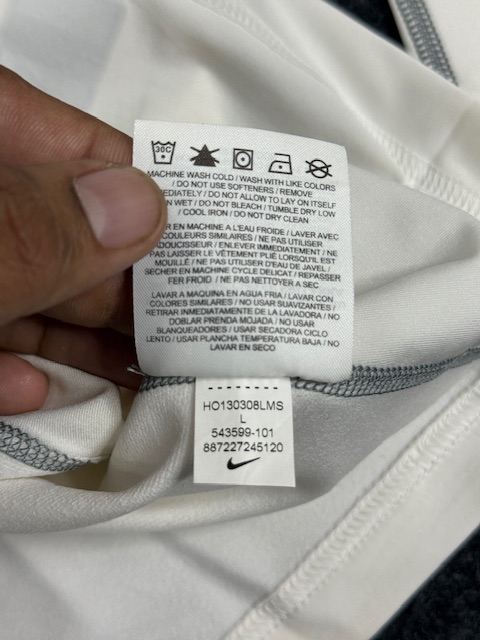 30C
MACHINE WASH COLD / WASH WITH LIKE COLORS
/ DO NOT USE SOFTENERS / REMOVE
/ DO NOT ALLOW TO LAY ON ITSELF
WET / DO NOT BLEACH / TUMBLE DRY LOW
/ COOL IRON / DO NOT DRY CLEAN
EN MACHINE A L'EAU FROIDE / LAVER AVEC
COULEURS SIMILAIRES / NE PAS UTILISER
/ ENLEVER IMMEDIATEMENT / NE
PAS LAISSER LE VÊTEMENT PLIÉ LORSQU'IL EST
MOUILLÉ / NE PAS UTILISER D'EAU DE JAVEL /
SECHER EN MACHINE CYCLE DELICAT / REPASSER
FER FROID / NE PAS NETTOYER A SEC
LAVAR A MAQUINA EN AGUA FRIA / LAVAR CON
COLORES SIMILARES / NO USAR SUAVIZANTES /
RETIRAR INMEDIATAMENTE DE LA LAVADORA / NO
DOBLAR PRENDA MOJADA / NO USAR
BLANQUEADORES / USAR SECADORA CICLO
LENTO / USAR PLANCHA TEMPERATURA BAJA / NO
LAVAR EN SECO
HO130308LMS
L
543599-101
887227245120